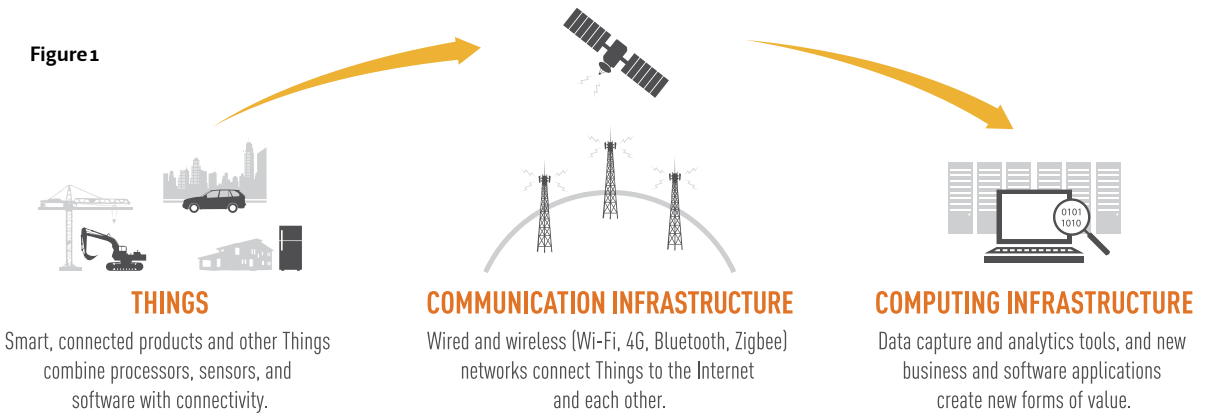 Figure 1
0101
1010
THINGS
Smart, connected products and other Things
combine processors, sensors, and
software with connectivity.
COMMUNICATION INFRASTRUCTURE
Wired and wireless (Wi-Fi, 4G, Bluetooth, Zigbee)
networks connect Things to the Internet
and each other.
COMPUTING INFRASTRUCTURE
Data capture and analytics tools, and new
business and software applications
create new forms of value.